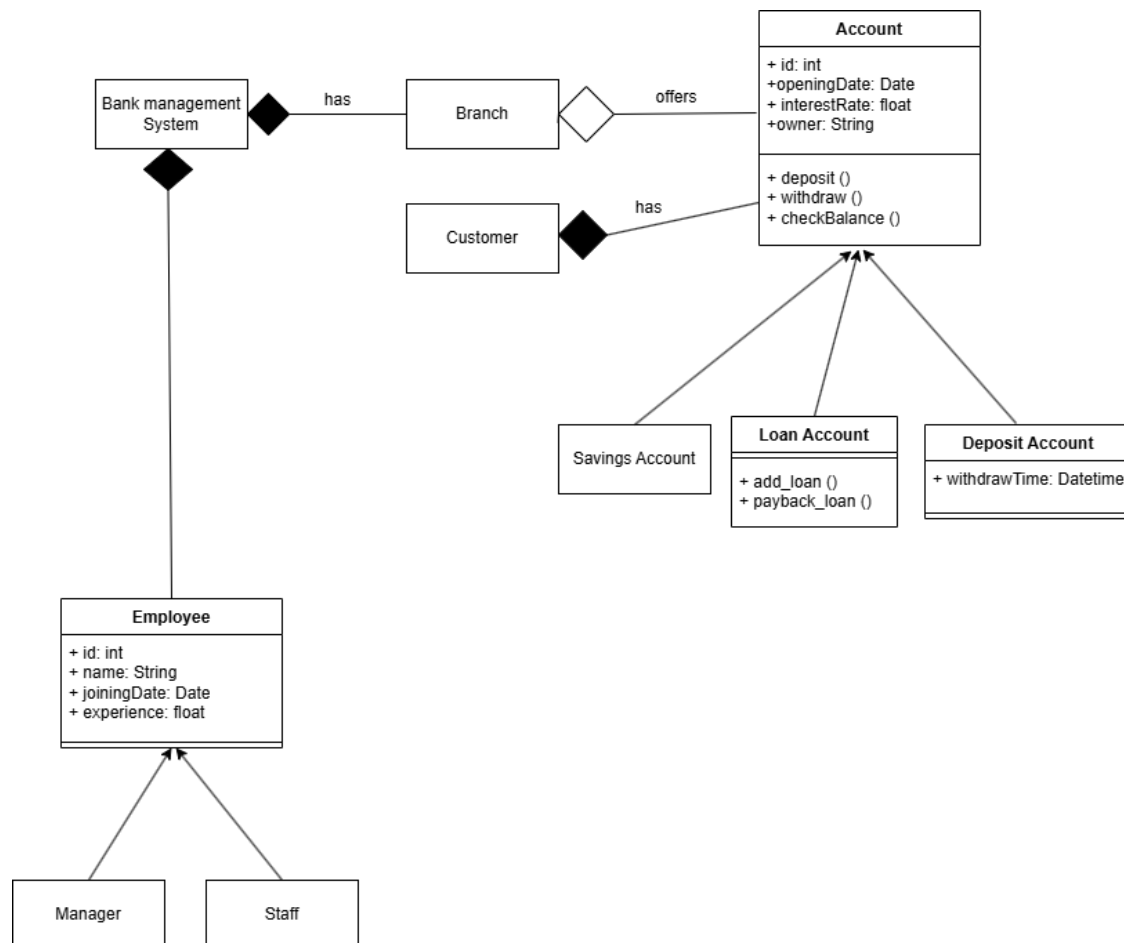 Account
+ id: int
+openingDate: Date
+ interestRate: float
+owner: String
+ deposit ()
+ withdraw ()
+ checkBalance ()
Bank management
System
has
Branch
offers
Customer
has
Savings Account
Loan Account
+ add_loan ()
+ payback_loan ()
Deposit Account
+ withdrawTime: Datetime
Employee
+ id: int
+ name: String
+ joiningDate: Date
+ experience: float
Manager
Staff